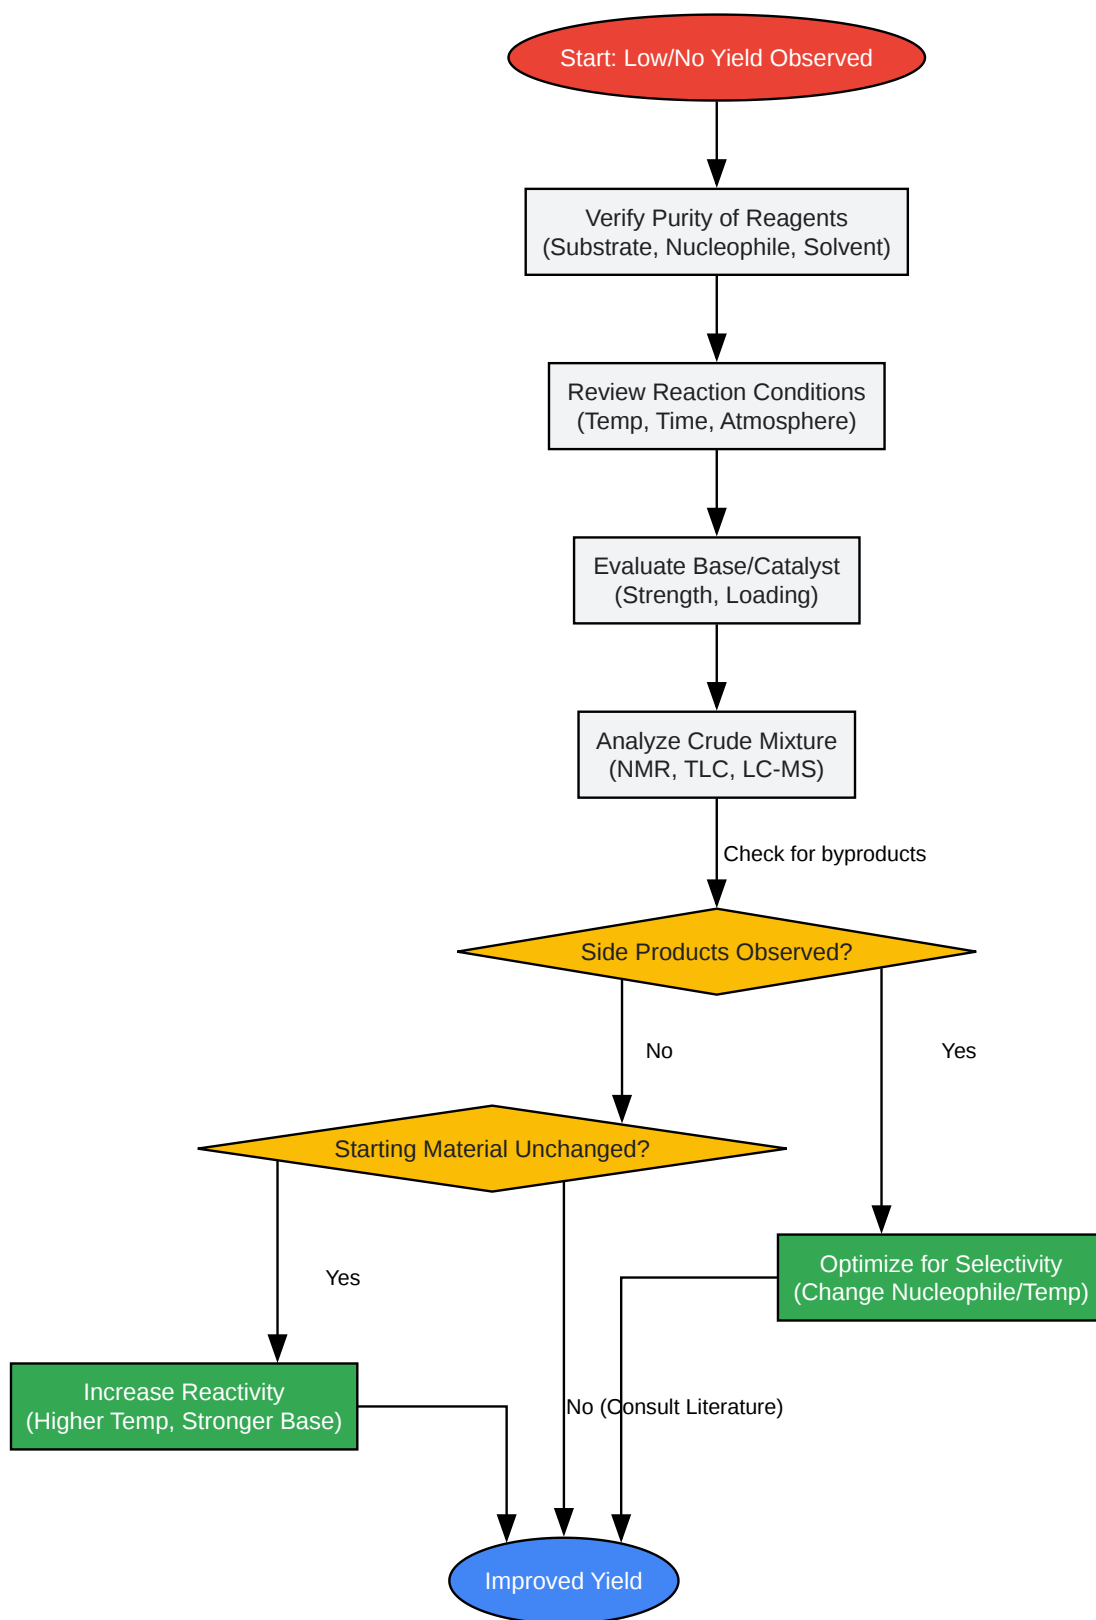 Start: Low/No Yield Observed
Verify Purity of Reagents
(Substrate, Nucleophile, Solvent)
Review Reaction Conditions
(Temp, Time, Atmosphere)
Evaluate Base/Catalyst
(Strength, Loading)
Analyze Crude Mixture
(NMR, TLC, LC-MS)
Check for byproducts
Side Products Observed?
No
Yes
Starting Material Unchanged?
Yes
Optimize for Selectivity
(Change Nucleophile/Temp)
Increase Reactivity
(Higher Temp, Stronger Base)
No (Consult Literature)
Improved Yield